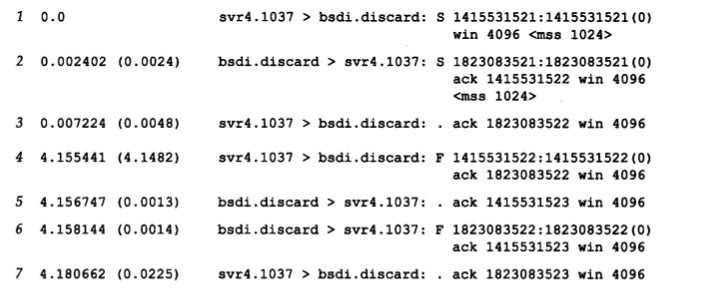 1 0.0 svr4.1037 > bsdi.discard: S 1415531521:1415531521(0)
win 4096 <mss 1024>
2 0.002402 (0.0024) bsdi.discard > svr4.1037: S 1823083521:1823083521(0)
ack 1415531522 win 4096
<mss 1024>
3 0.007224 (0.0048) svr4.1037 > bsdi.discard: . ack 1823083522 win 4096
4 4.155441 (4.1482) svr4.1037 > bsdi.discard: F 1415531522:1415531522(0)
ack 1823083522 win 4096
5 4.156747 (0.0013) bsdi.discard > svr4.1037: . ack 1415531523 win 4096
6 4.158144 (0.0014) bsdi.discard > svr4.1037: F 1823083522:1823083522(0)
ack 1415531523 win 4096
7 4.180662 (0.0225) svr4.1037 > bsdi.discard: . ack 1823083523 win 4096